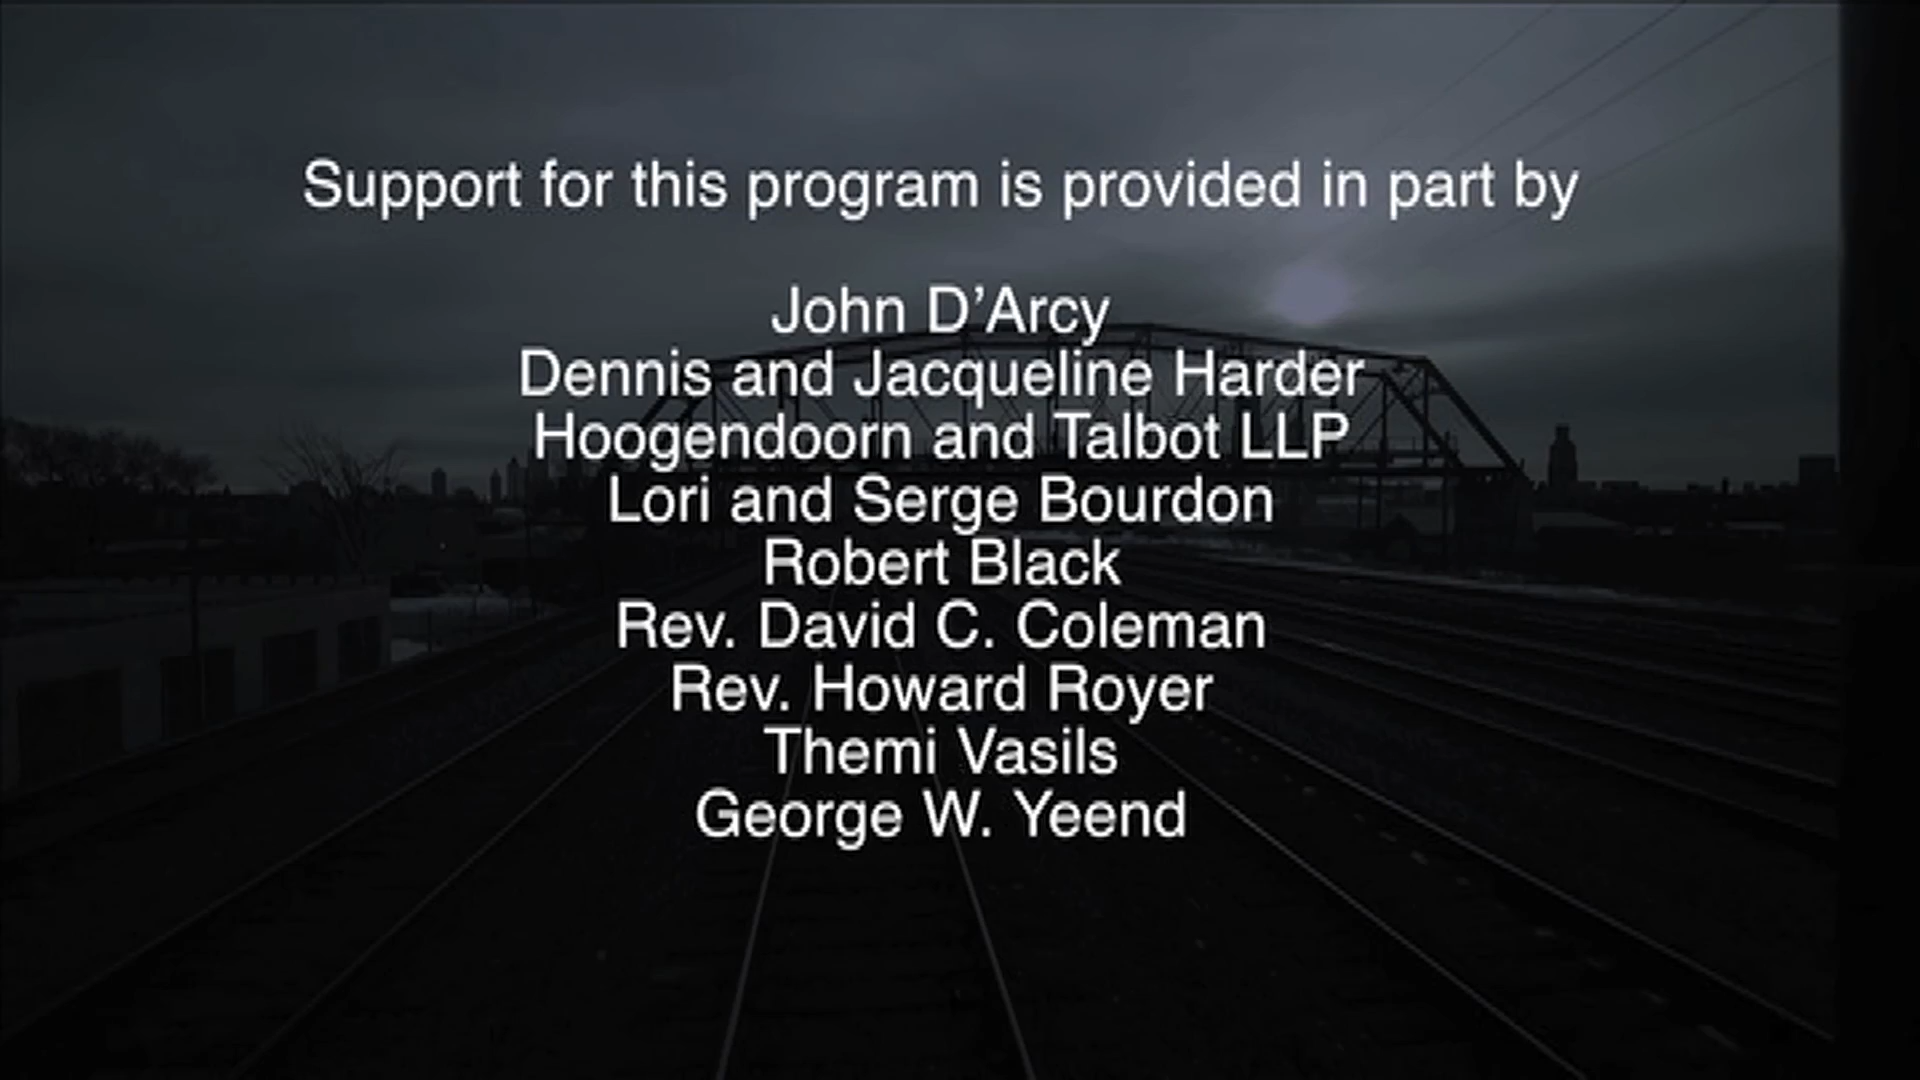 Support for this program is provided in part by
John D’Arcy
Dennis and Jacqueline Harder
Hoogendoorn and Talbot LLP
Lori and Serge Bourdon
Robert Black
Rev. David C. Coleman
Rev. Howard Royer
Themi Vasils
George W. Yeend